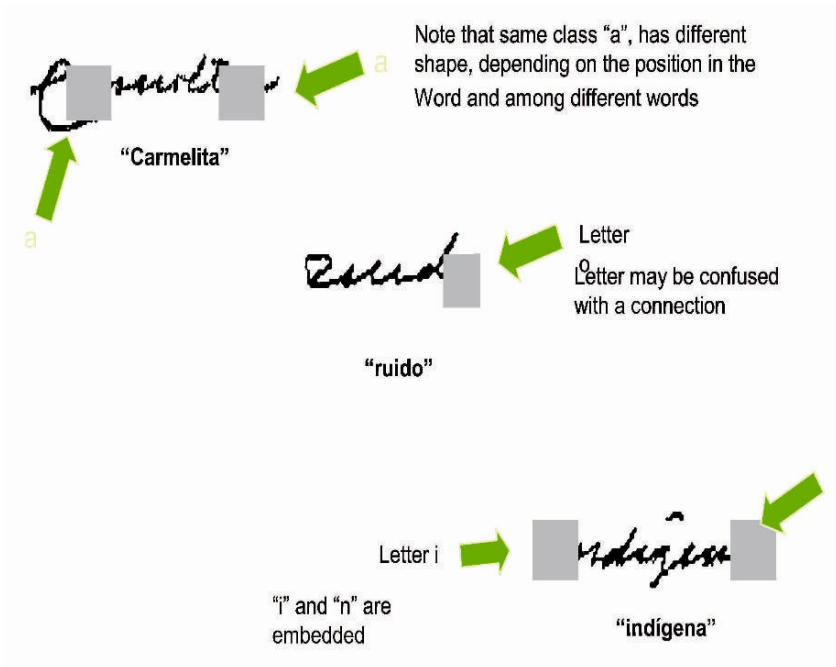 Note that same class “a”, has different
shape, depending on the position in the
Word and among different words
a
“Carmelita”
a
Letter
o
Letter may be confused
with a connection
“ruido”
Letter i
“i” and “n” are
embedded
“indígena”